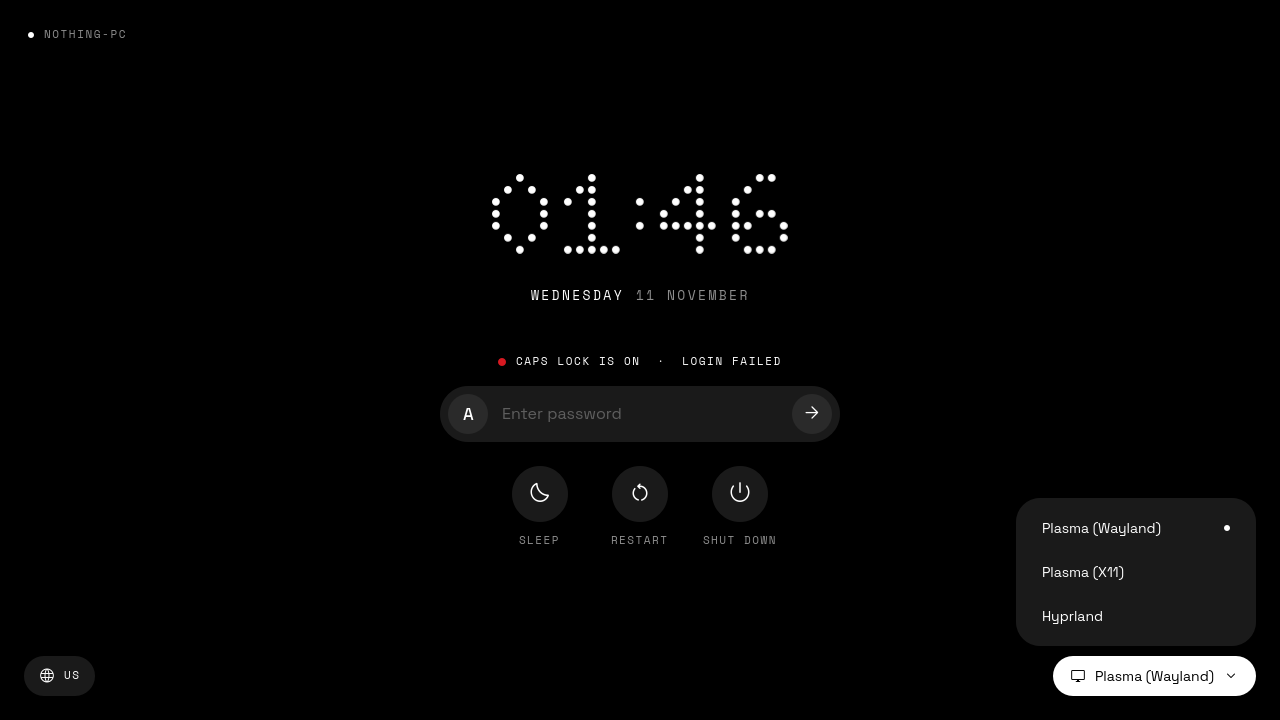 NOTHING-PC
01:46
WEDNESDAY 11 NOVEMBER
CAPS LOCK IS ON · LOGIN FAILED
A Enter password
SLEEP RESTART SHUT DOWN
Plasma (Wayland)
Plasma (X11)
Hyprland
US
Plasma (Wayland)